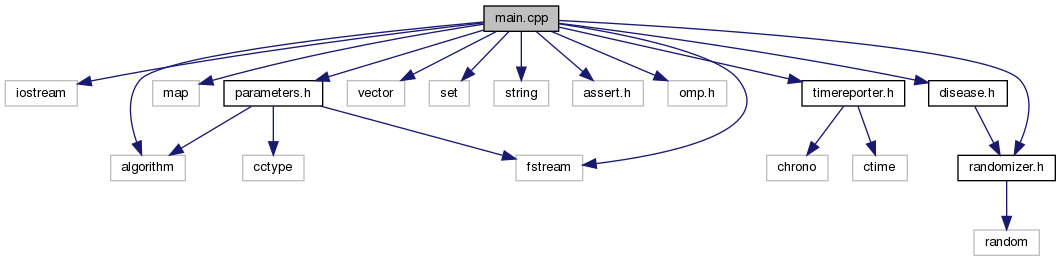 main.cpp
iostream
map
parameters.h
vector
set
string
assert.h
omp.h
timereporter.h
disease.h
algorithm
cctype
fstream
chrono
ctime
randomizer.h
random